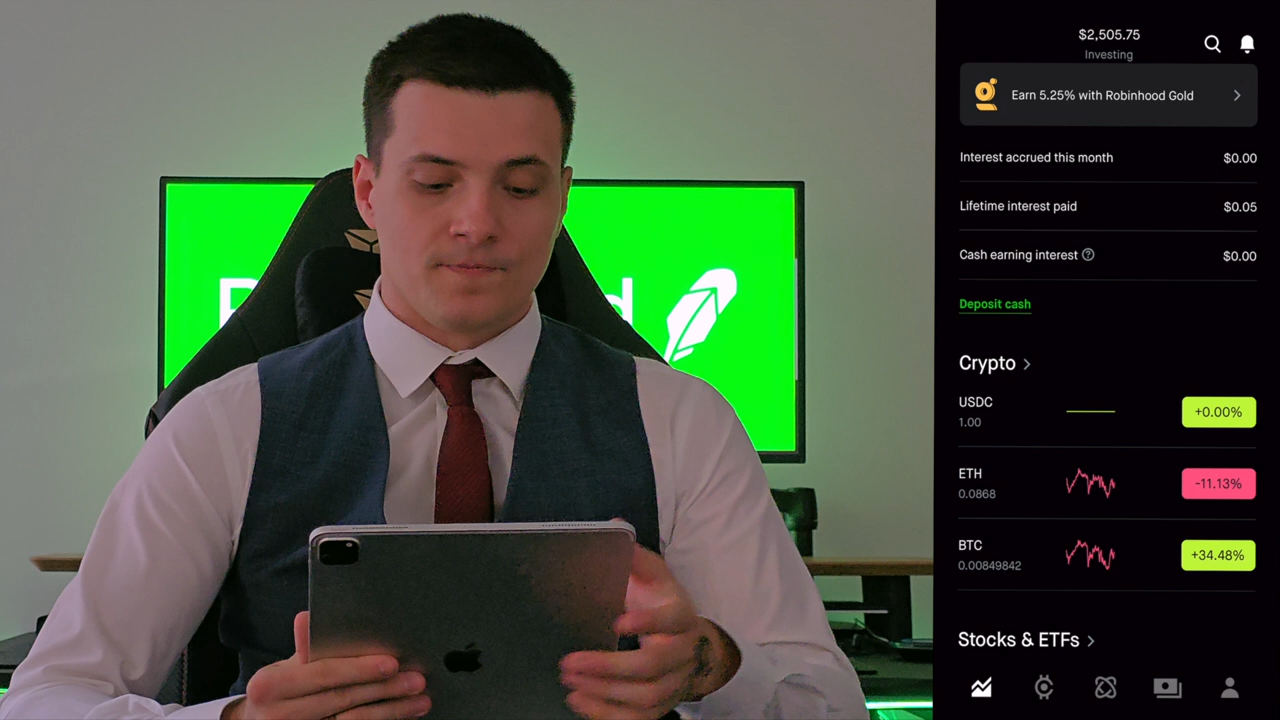 $2,505.75
Investing
Earn 5.25% with Robinhood Gold
Interest accrued this month $0.00
Lifetime interest paid $0.05
Cash earning interest $0.00
Deposit cash
Crypto
USDC
1.00
+0.00%
ETH
0.0868
-11.13%
BTC
0.00849842
+34.48%
Stocks & ETFs